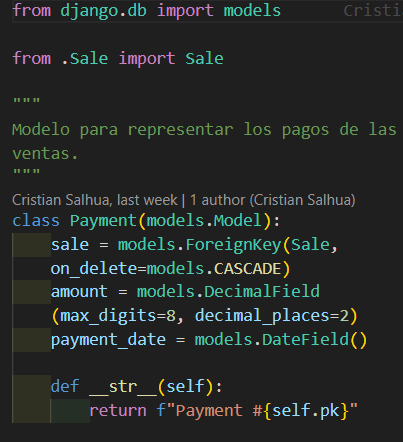 from django.db import models Cristi
from .Sale import Sale
"""
Modelo para representar los pagos de las
ventas.
"""
Cristian Salhua, last week | 1 author (Cristian Salhua)
class Payment(models.Model):
sale = models.ForeignKey(Sale,
on_delete=models.CASCADE)
amount = models.DecimalField
(max_digits=8, decimal_places=2)
payment_date = models.DateField()
def __str__(self):
return f"Payment #{self.pk}"